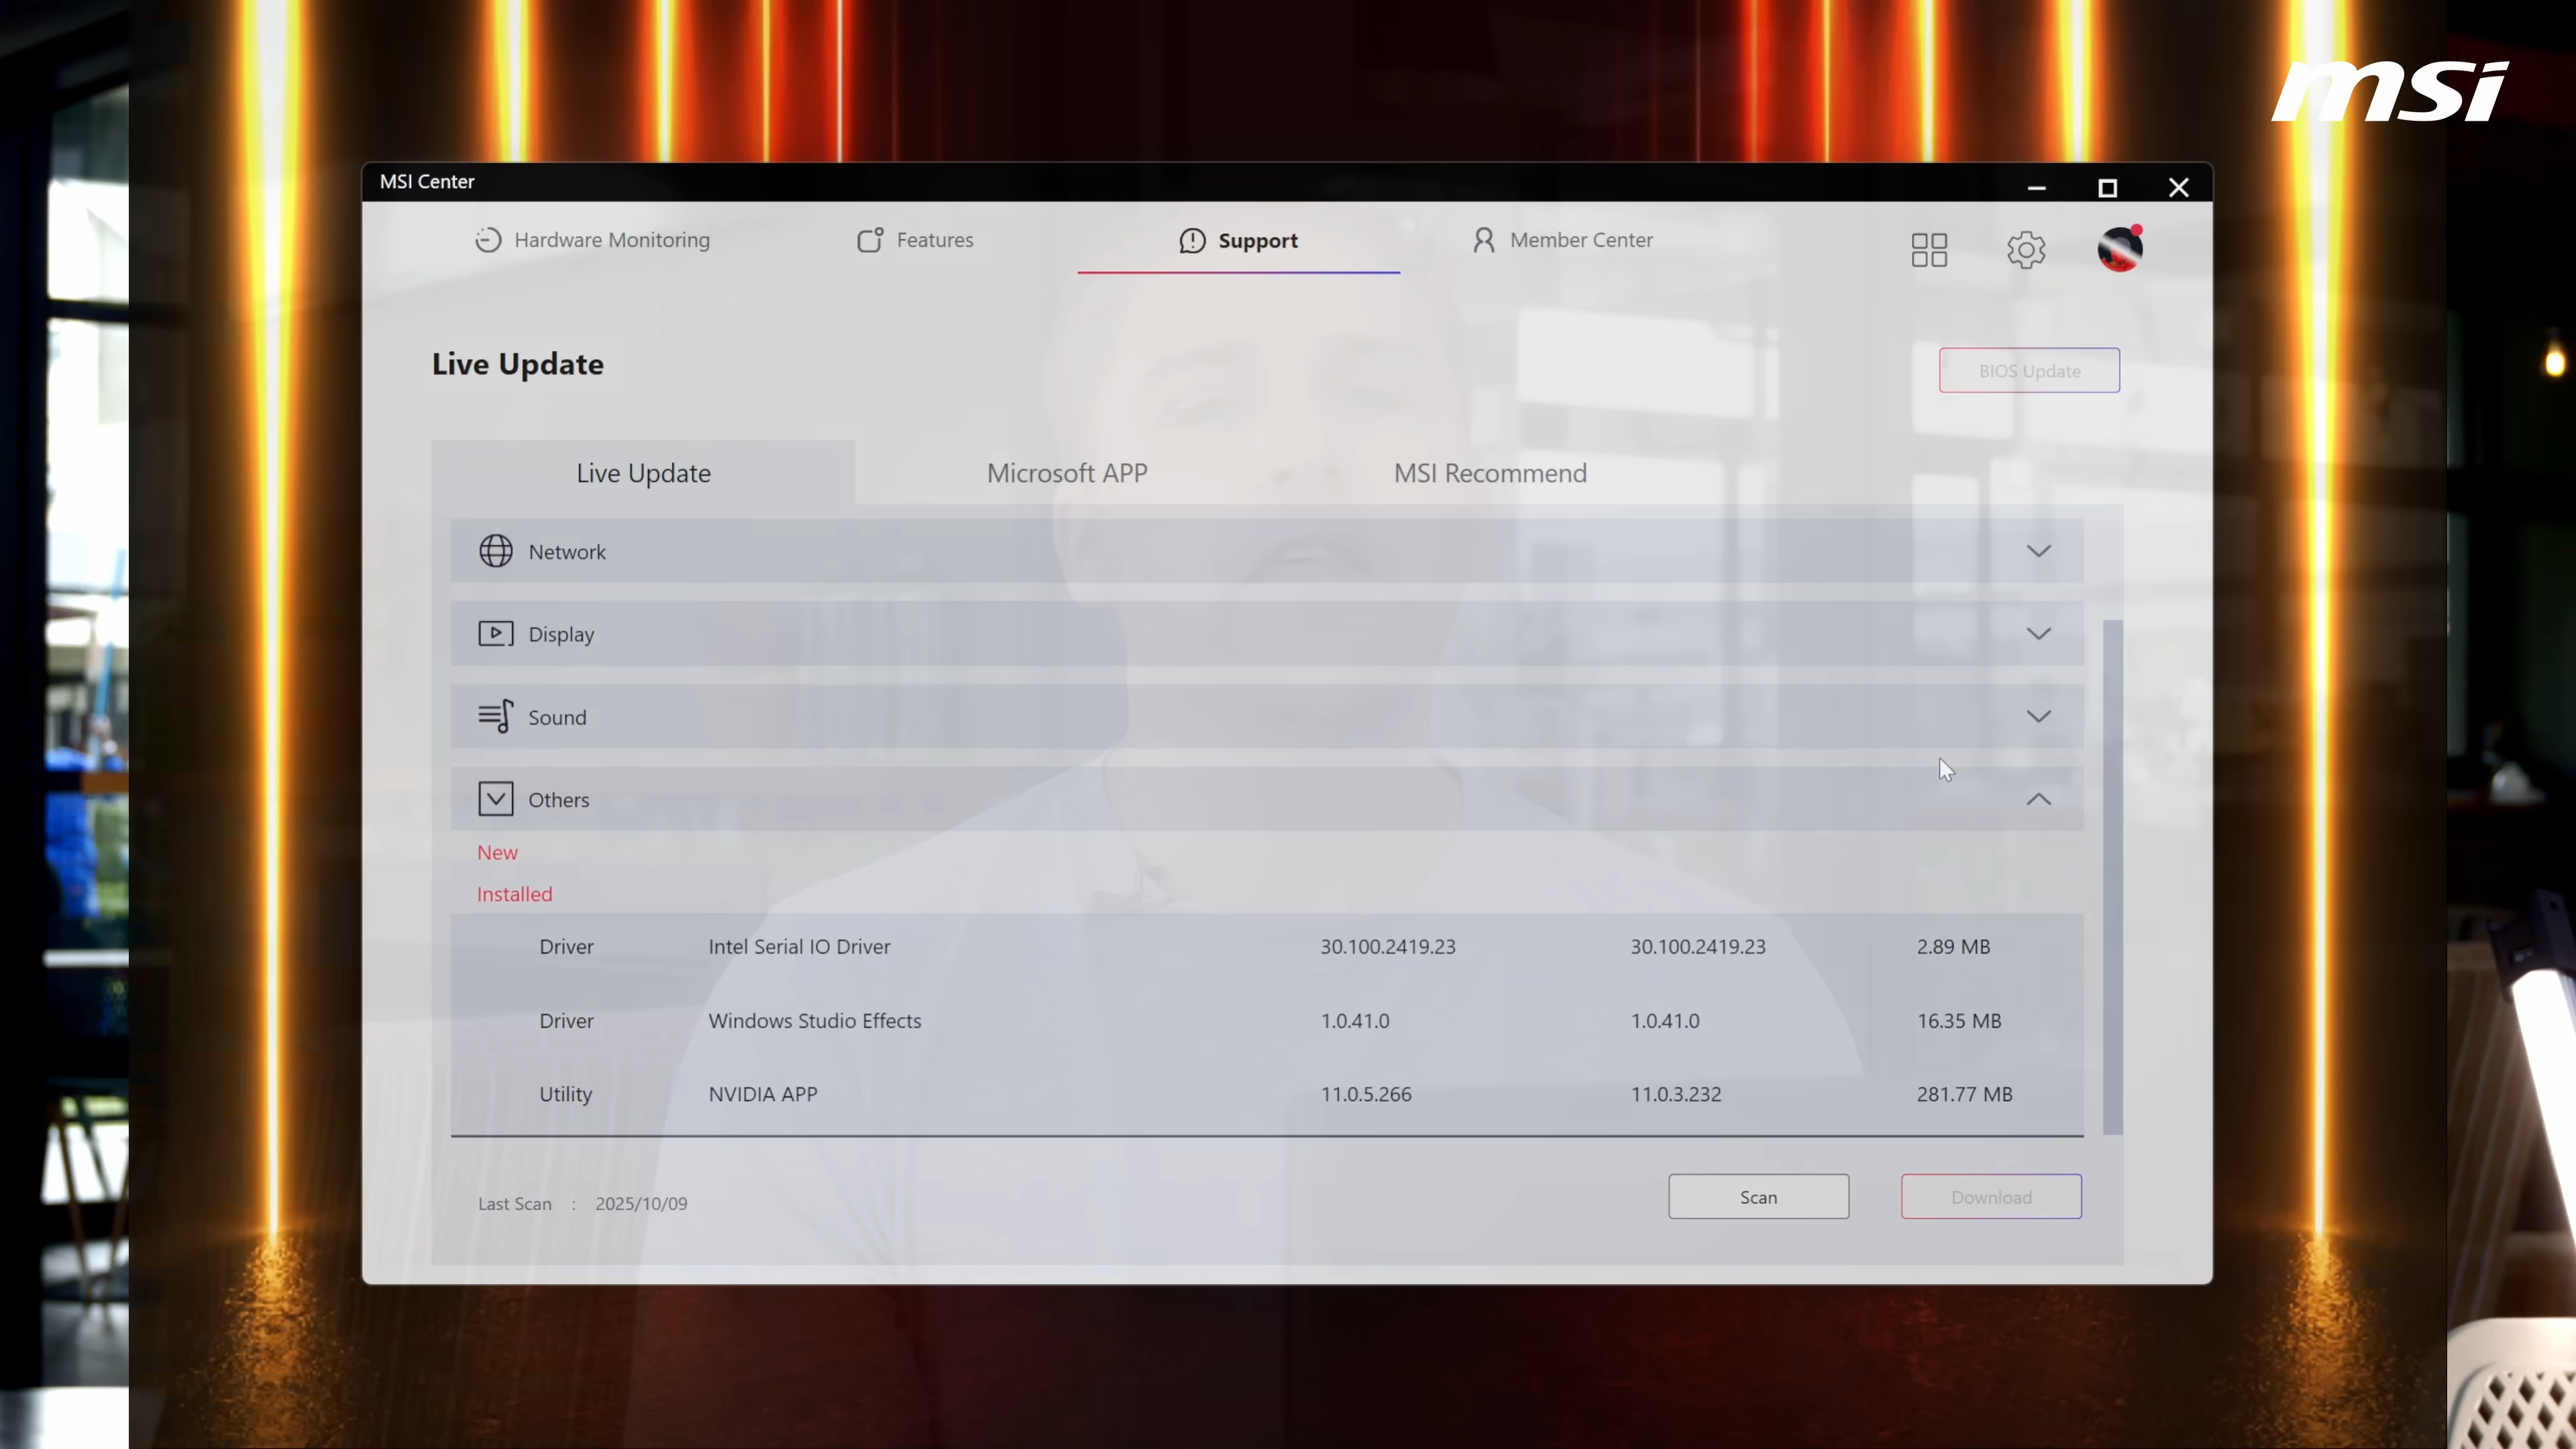 msi
MSI Center
Hardware Monitoring Features Support Member Center
Live Update
BIOS Update
Live Update Microsoft APP MSI Recommend
Network
Display
Sound
Others
New
Installed
Driver Intel Serial IO Driver 30.100.2419.23 30.100.2419.23 2.89 MB
Driver Windows Studio Effects 1.0.41.0 1.0.41.0 16.35 MB
Utility NVIDIA APP 11.0.5.266 11.0.3.232 281.77 MB
Last Scan : 2025/10/09
Scan Download